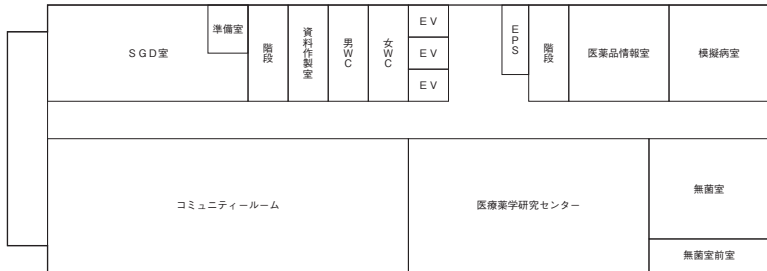 SGD室
準備室
階段
資料作製室
男WC
女WC
EV
EV
EV
EPS
階段
医薬品情報室
模擬病室
コミュニティールーム
医療薬学研究センター
無菌室
無菌室前室